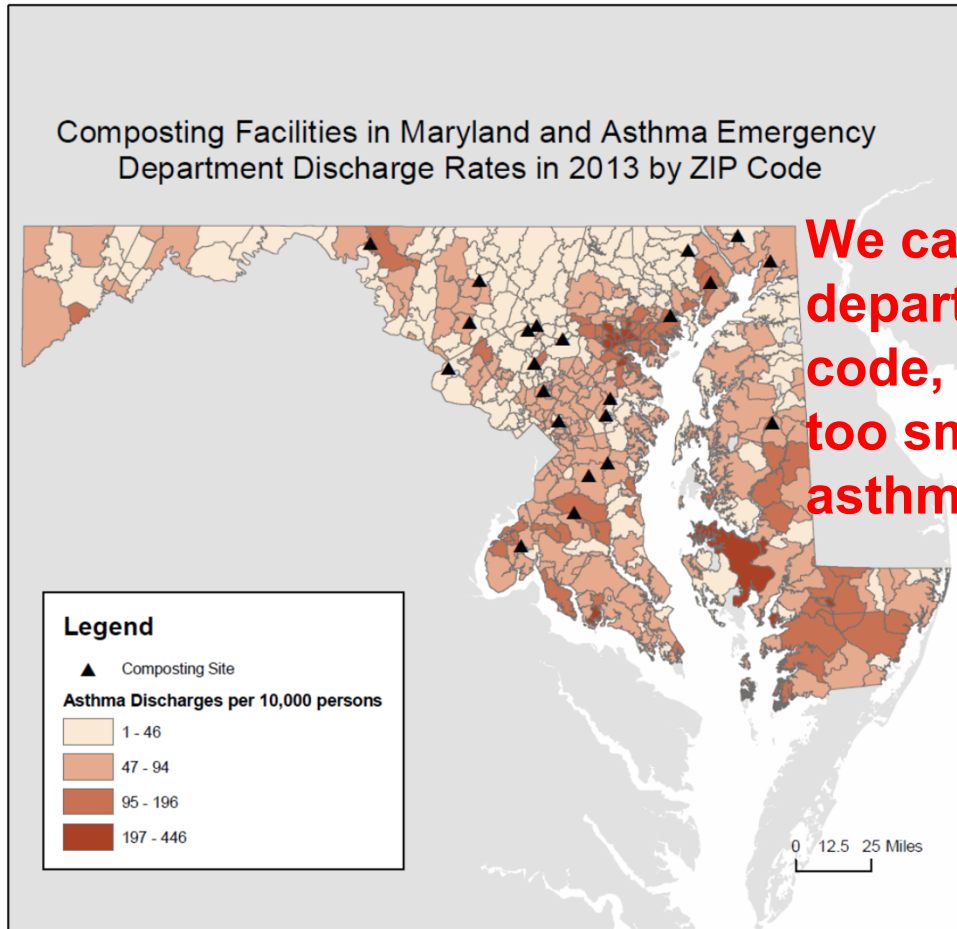 Composting Facilities in Maryland and Asthma Emergency
Department Discharge Rates in 2013 by ZIP Code
We ca
depart
code,
too sm
asthm
Legend
Composting Site
Asthma Discharges per 10,000 persons
1 - 46
47 - 94
95 - 196
197 - 446
0 12.5 25 Miles